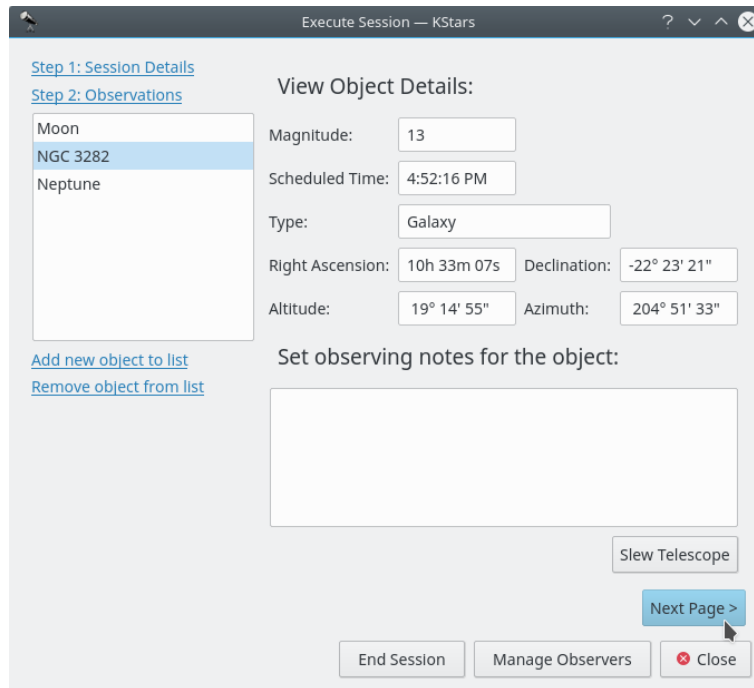 Execute Session — KStars
Step 1: Session Details
Step 2: Observations
Moon
NGC 3282
Neptune
Add new object to list
Remove object from list
View Object Details:
Magnitude: 13
Scheduled Time: 4:52:16 PM
Type: Galaxy
Right Ascension: 10h 33m 07s Declination: -22° 23' 21"
Altitude: 19° 14' 55" Azimuth: 204° 51' 33"
Set observing notes for the object:
Slew Telescope
Next Page >
End Session Manage Observers Close